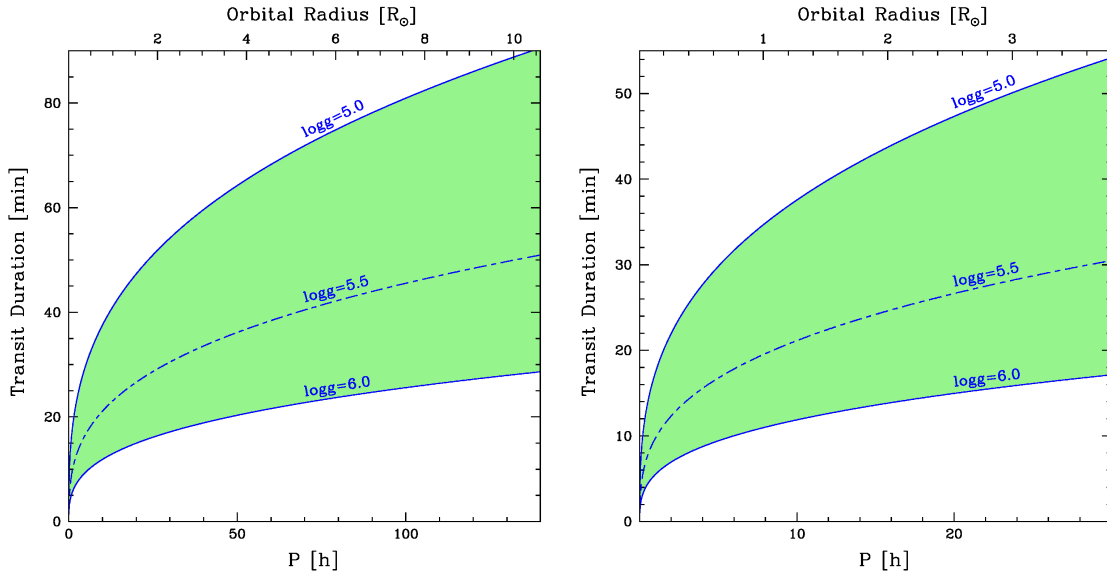 Orbital Radius [R⊙]
2 4 6 8 10
Transit Duration [min]
80
60
40
20
0
logg=5.0
logg=5.5
logg=6.0
0 50 100
P [h]
Orbital Radius [R⊙]
1 2 3
Transit Duration [min]
50
40
30
20
10
0
logg=5.0
logg=5.5
logg=6.0
0 10 20
P [h]